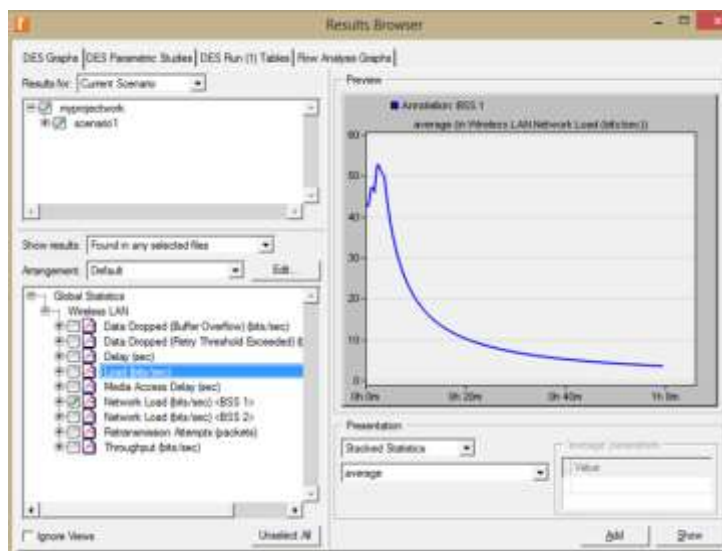 Results Browser
DES Graphs DES Parametric Studies DES Run (1) Tables Flow Analysis Graphs
Results for: Current Scenario
myprojectwork
scenario1
Show results: Found in any selected files
Arrangement: Default Edit...
Global Statistics
Wireless LAN
Data Dropped (Buffer Overflow) (bits/sec)
Data Dropped (Retry Threshold Exceeded) (b
Delay (sec)
Load (bits/sec)
Media Access Delay (sec)
Network Load (bits/sec) <BSS 1>
Network Load (bits/sec) <BSS 2>
Retransmission Attempts (packets)
Throughput (bits/sec)
Ignore Views Unselect All
Preview
Annotation: BSS 1
average (in Wireless LAN.Network Load (bits/sec))
60
50
40
30
20
10
0
0h 0m 0h 20m 0h 40m 1h 0m
Presentation
Stacked Statistics
average
average parameters
Value
Add Show